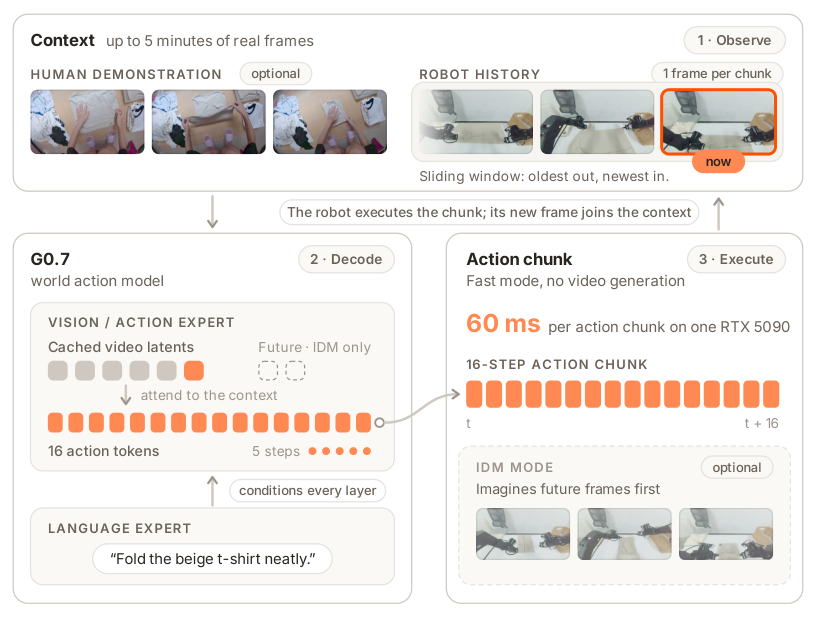 Context up to 5 minutes of real frames
1 · Observe
HUMAN DEMONSTRATION optional
ROBOT HISTORY 1 frame per chunk
now
Sliding window: oldest out, newest in.
The robot executes the chunk; its new frame joins the context
G0.7 2 · Decode
world action model
VISION / ACTION EXPERT
Cached video latents Future · IDM only
attend to the context
16 action tokens 5 steps
conditions every layer
LANGUAGE EXPERT
“Fold the beige t-shirt neatly.”
Action chunk 3 · Execute
Fast mode, no video generation
60 ms per action chunk on one RTX 5090
16-STEP ACTION CHUNK
t t + 16
IDM MODE optional
Imagines future frames first